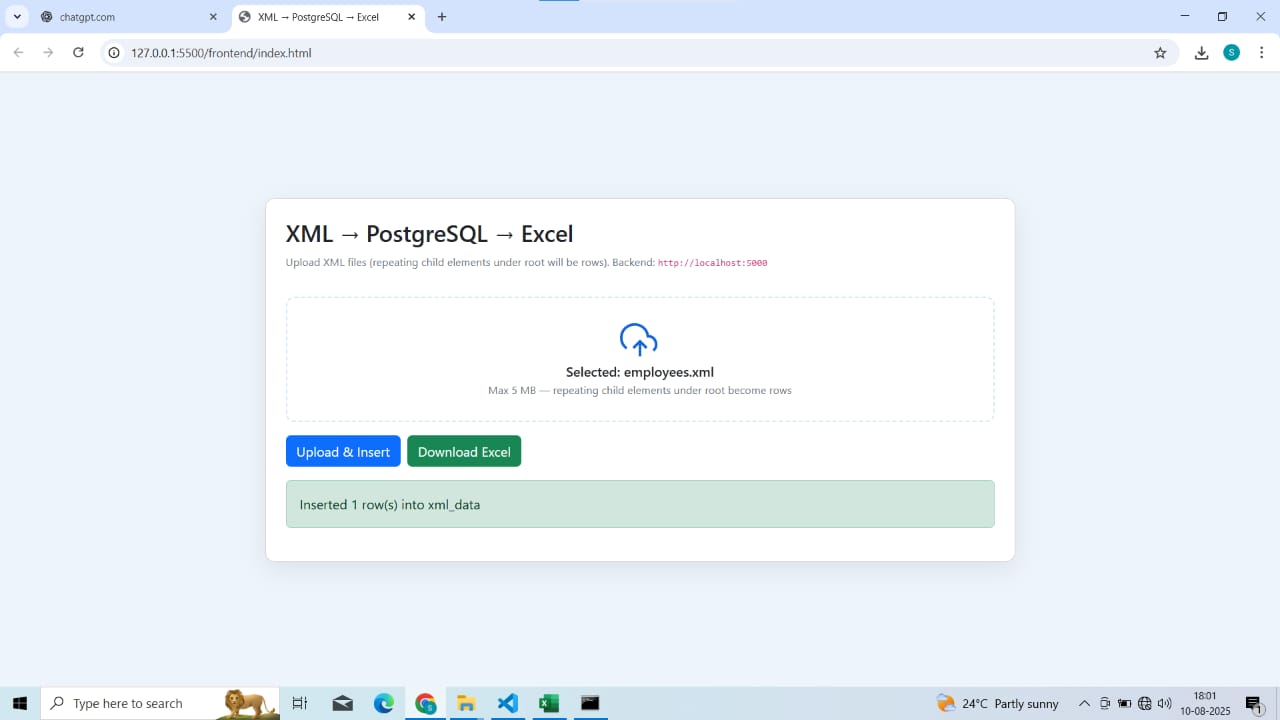 chatgpt.com
XML → PostgreSQL → Excel
127.0.0.1:5500/frontend/index.html
S
XML → PostgreSQL → Excel
Upload XML files (repeating child elements under root will be rows). Backend: http://localhost:5000
Selected: employees.xml
Max 5 MB — repeating child elements under root become rows
Upload & Insert
Download Excel
Inserted 1 row(s) into xml_data
Type here to search
24°C Partly sunny
18:01
10-08-2025
1